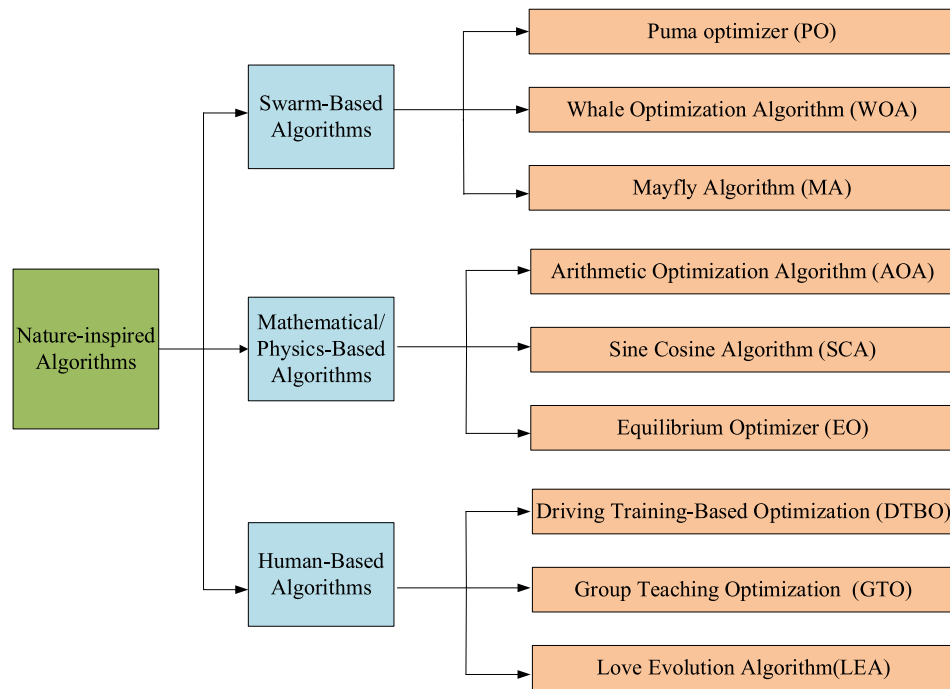 Nature-inspired
Algorithms
Swarm-Based
Algorithms
Puma optimizer (PO)
Whale Optimization Algorithm (WOA)
Mayfly Algorithm (MA)
Mathematical/
Physics-Based
Algorithms
Arithmetic Optimization Algorithm (AOA)
Sine Cosine Algorithm (SCA)
Equilibrium Optimizer (EO)
Human-Based
Algorithms
Driving Training-Based Optimization (DTBO)
Group Teaching Optimization  (GTO)
Love Evolution Algorithm(LEA)